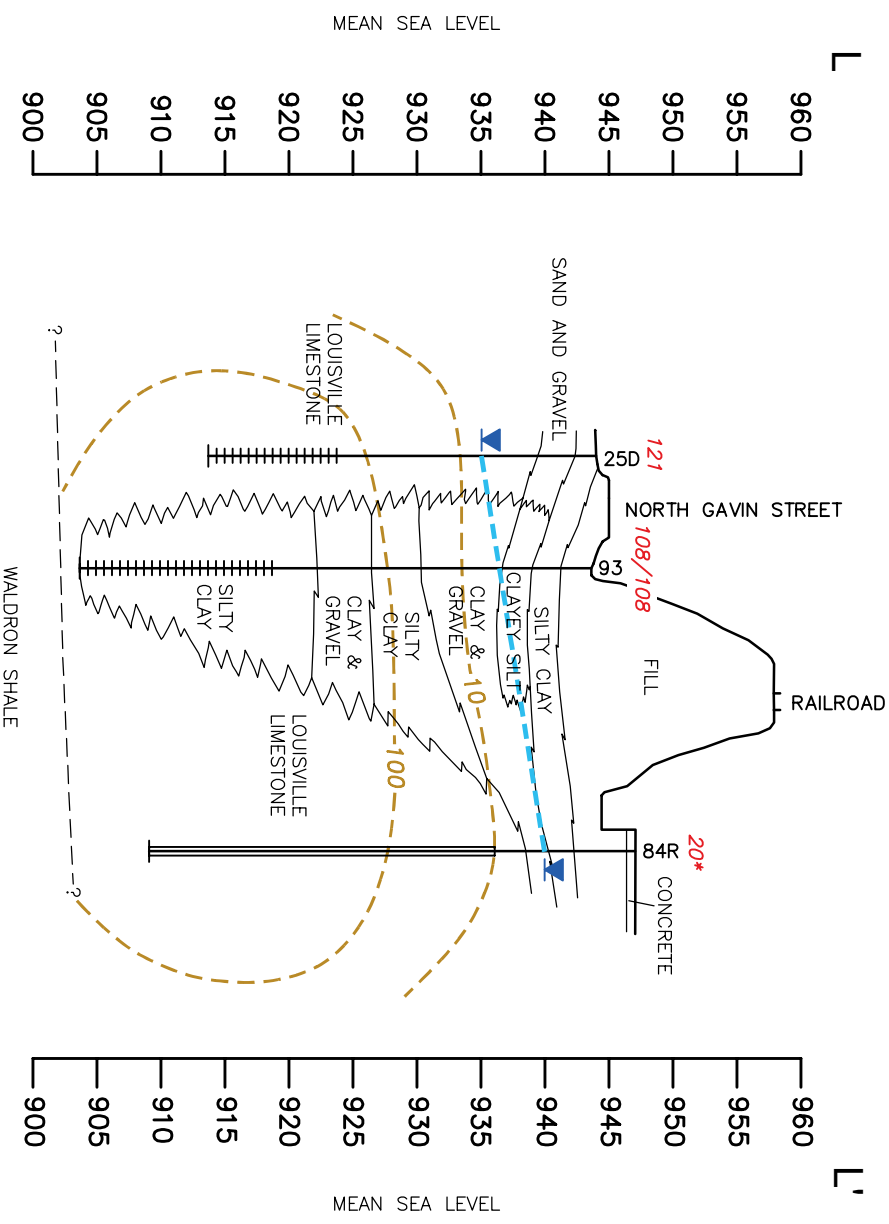 L
L'
MEAN SEA LEVEL
960
955
950
945
940
935
930
925
920
915
910
905
900
RAILROAD
NORTH GAVIN STREET
121
25D
108/108
93
20*
84R
CONCRETE
FILL
SAND AND GRAVEL
SILTY CLAY
CLAYEY SILT
CLAY &
GRAVEL
10
SILTY
CLAY
100
CLAY &
GRAVEL
LOUISVILLE
LIMESTONE
LOUISVILLE
LIMESTONE
SILTY
CLAY
?
?
WALDRON SHALE
960
955
950
945
940
935
930
925
920
915
910
905
900
MEAN SEA LEVEL